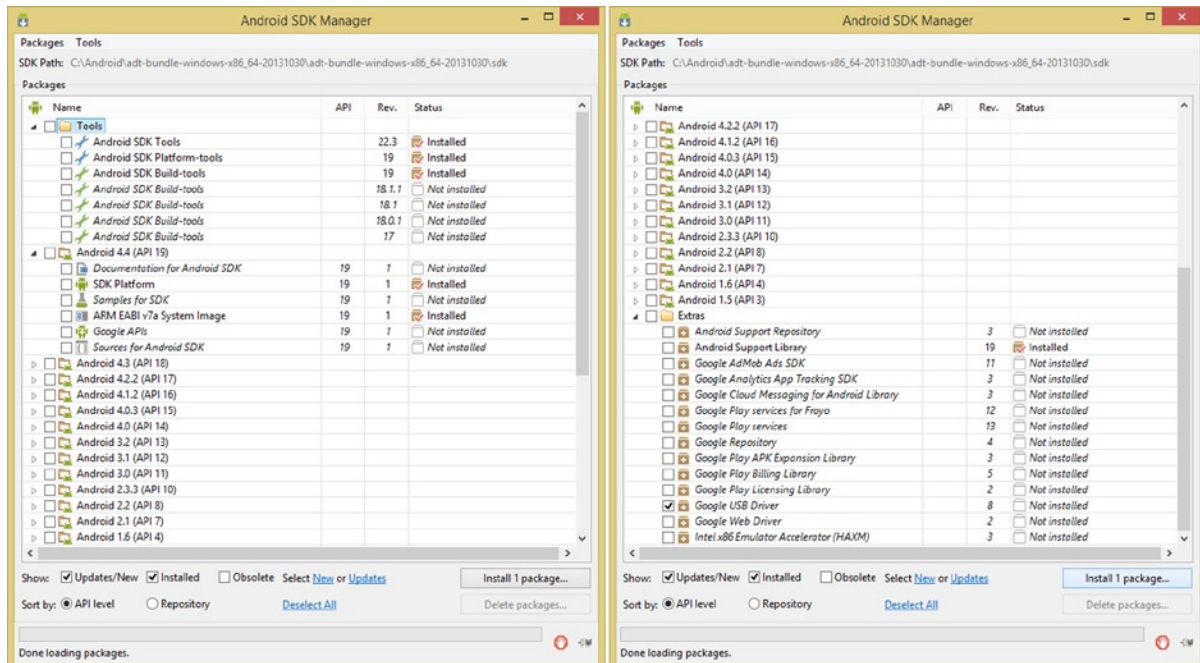 Android SDK Manager
Packages Tools
SDK Path: C:\Android\adt-bundle-windows-x86_64-20131030\adt-bundle-windows-x86_64-20131030\sdk
Packages
Name API Rev. Status
Tools
Android SDK Tools 22.3 Installed
Android SDK Platform-tools 19 Installed
Android SDK Build-tools 19 Installed
Android SDK Build-tools 18.1.1 Not installed
Android SDK Build-tools 18.1 Not installed
Android SDK Build-tools 18.0.1 Not installed
Android SDK Build-tools 17 Not installed
Android 4.4 (API 19)
Documentation for Android SDK 19 1 Not installed
SDK Platform 19 1 Installed
Samples for SDK 19 1 Not installed
ARM EABI v7a System Image 19 1 Installed
Google APIs 19 1 Not installed
Sources for Android SDK 19 1 Not installed
Android 4.3 (API 18)
Android 4.2.2 (API 17)
Android 4.1.2 (API 16)
Android 4.0.3 (API 15)
Android 4.0 (API 14)
Android 3.2 (API 13)
Android 3.1 (API 12)
Android 3.0 (API 11)
Android 2.3.3 (API 10)
Android 2.2 (API 8)
Android 2.1 (API 7)
Android 1.6 (API 4)
Show: Updates/New Installed Obsolete Select New or Updates Install 1 package...
Sort by: API level Repository Deselect All Delete packages...
Done loading packages.
Android SDK Manager
Packages Tools
SDK Path: C:\Android\adt-bundle-windows-x86_64-20131030\adt-bundle-windows-x86_64-20131030\sdk
Packages
Name API Rev. Status
Android 4.2.2 (API 17)
Android 4.1.2 (API 16)
Android 4.0.3 (API 15)
Android 4.0 (API 14)
Android 3.2 (API 13)
Android 3.1 (API 12)
Android 3.0 (API 11)
Android 2.3.3 (API 10)
Android 2.2 (API 8)
Android 2.1 (API 7)
Android 1.6 (API 4)
Android 1.5 (API 3)
Extras
Android Support Repository 3 Not installed
Android Support Library 19 Installed
Google AdMob Ads SDK 11 Not installed
Google Analytics App Tracking SDK 3 Not installed
Google Cloud Messaging for Android Library 3 Not installed
Google Play services for Froyo 12 Not installed
Google Play services 13 Not installed
Google Repository 4 Not installed
Google Play APK Expansion Library 3 Not installed
Google Play Billing Library 5 Not installed
Google Play Licensing Library 2 Not installed
Google USB Driver 8 Not installed
Google Web Driver 2 Not installed
Intel x86 Emulator Accelerator (HAXM) 3 Not installed
Show: Updates/New Installed Obsolete Select New or Updates Install 1 package...
Sort by: API level Repository Deselect All Delete packages...
Done loading packages.